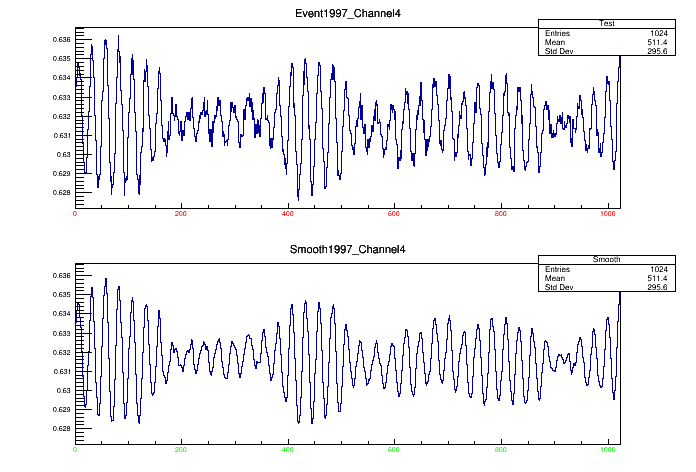 Event1997_Channel4
Test
Entries 1024
Mean 511.4
Std Dev 295.6
0.636
0.635
0.634
0.633
0.632
0.631
0.63
0.629
0.628
0 200 400 600 800 1000
Smooth1997_Channel4
Smooth
Entries 1024
Mean 511.4
Std Dev 295.6
0.636
0.635
0.634
0.633
0.632
0.631
0.63
0.629
0.628
0 200 400 600 800 1000